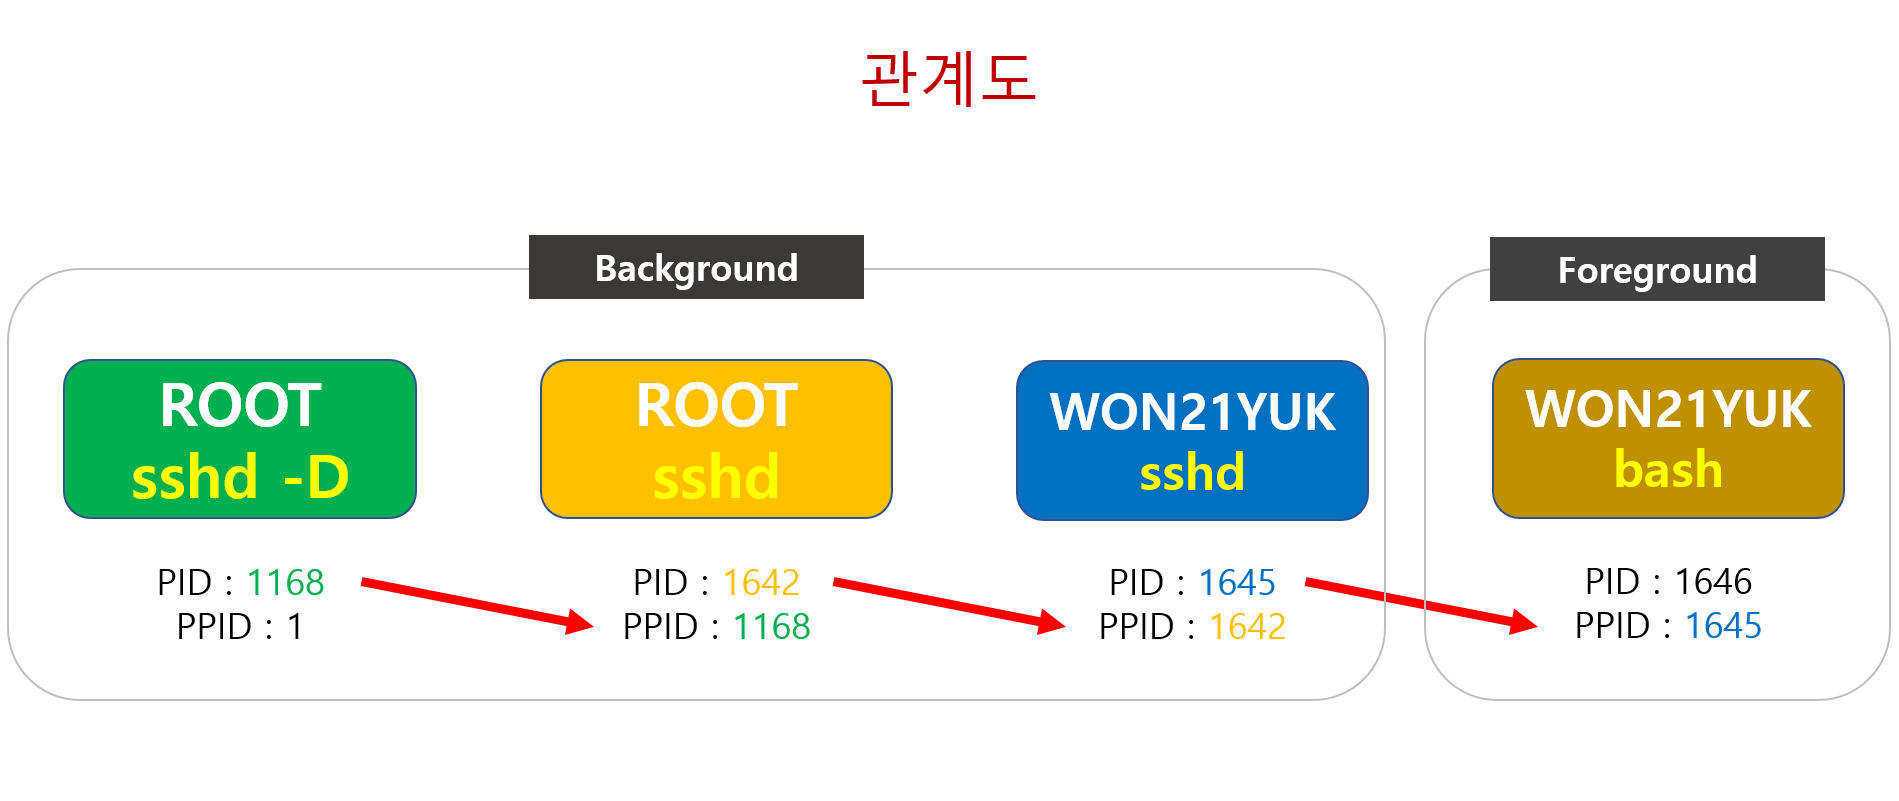 관계도
Background
Foreground
ROOT
sshd -D
ROOT
sshd
WON21YUK
sshd
WON21YUK
bash
PID : 1168
PPID : 1
PID : 1642
PPID : 1168
PID : 1645
PPID : 1642
PID : 1646
PPID : 1645